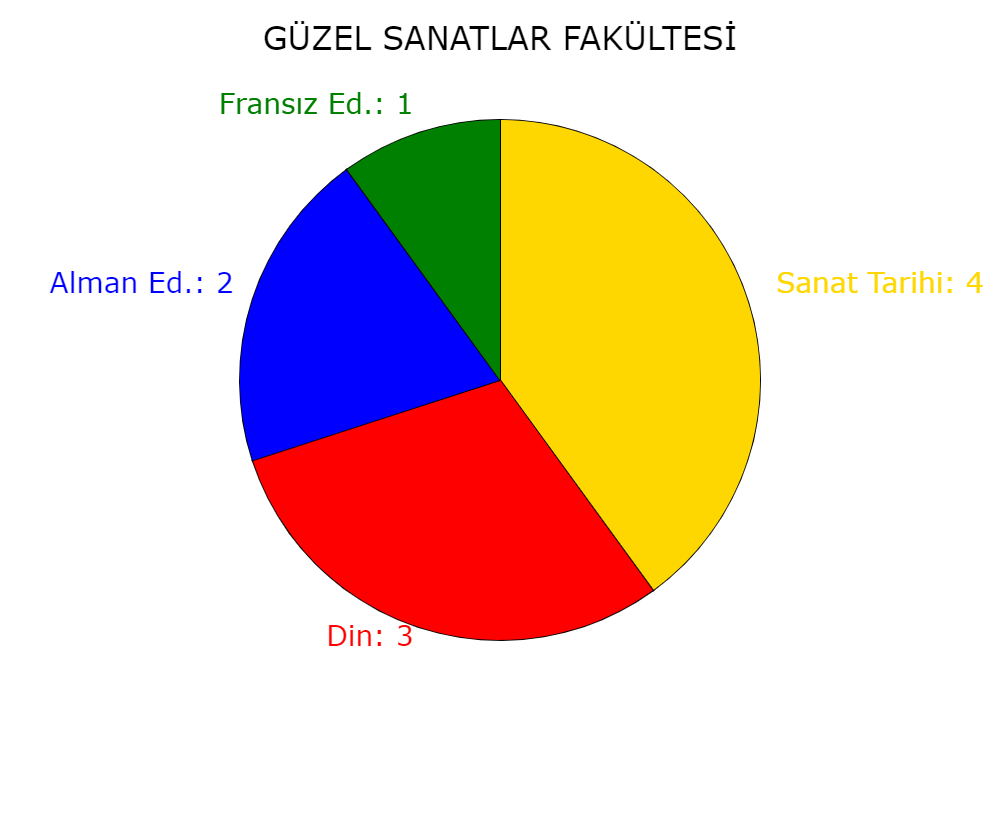 GÜZEL SANATLAR FAKÜLTESİ
Fransız Ed.: 1
Alman Ed.: 2
Sanat Tarihi: 4
Din: 3